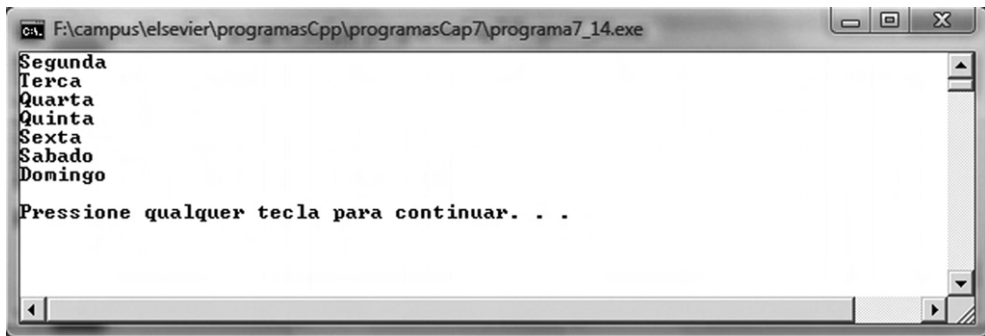 F:\campus\elsevier\programasCpp\programasCap7\programa7_14.exe
Segunda
Terca
Quarta
Quinta
Sexta
Sabado
Domingo
Pressione qualquer tecla para continuar. . .